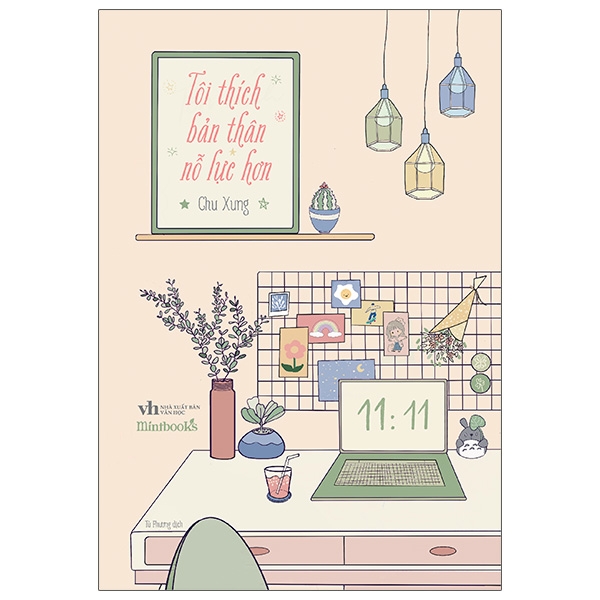 Tôi thích
bản thân
nỗ lực hơn
Chu Xung
vh NHÀ XUẤT BẢN
VĂN HỌC
Mintbooks
11:11
Tú Phương dịch